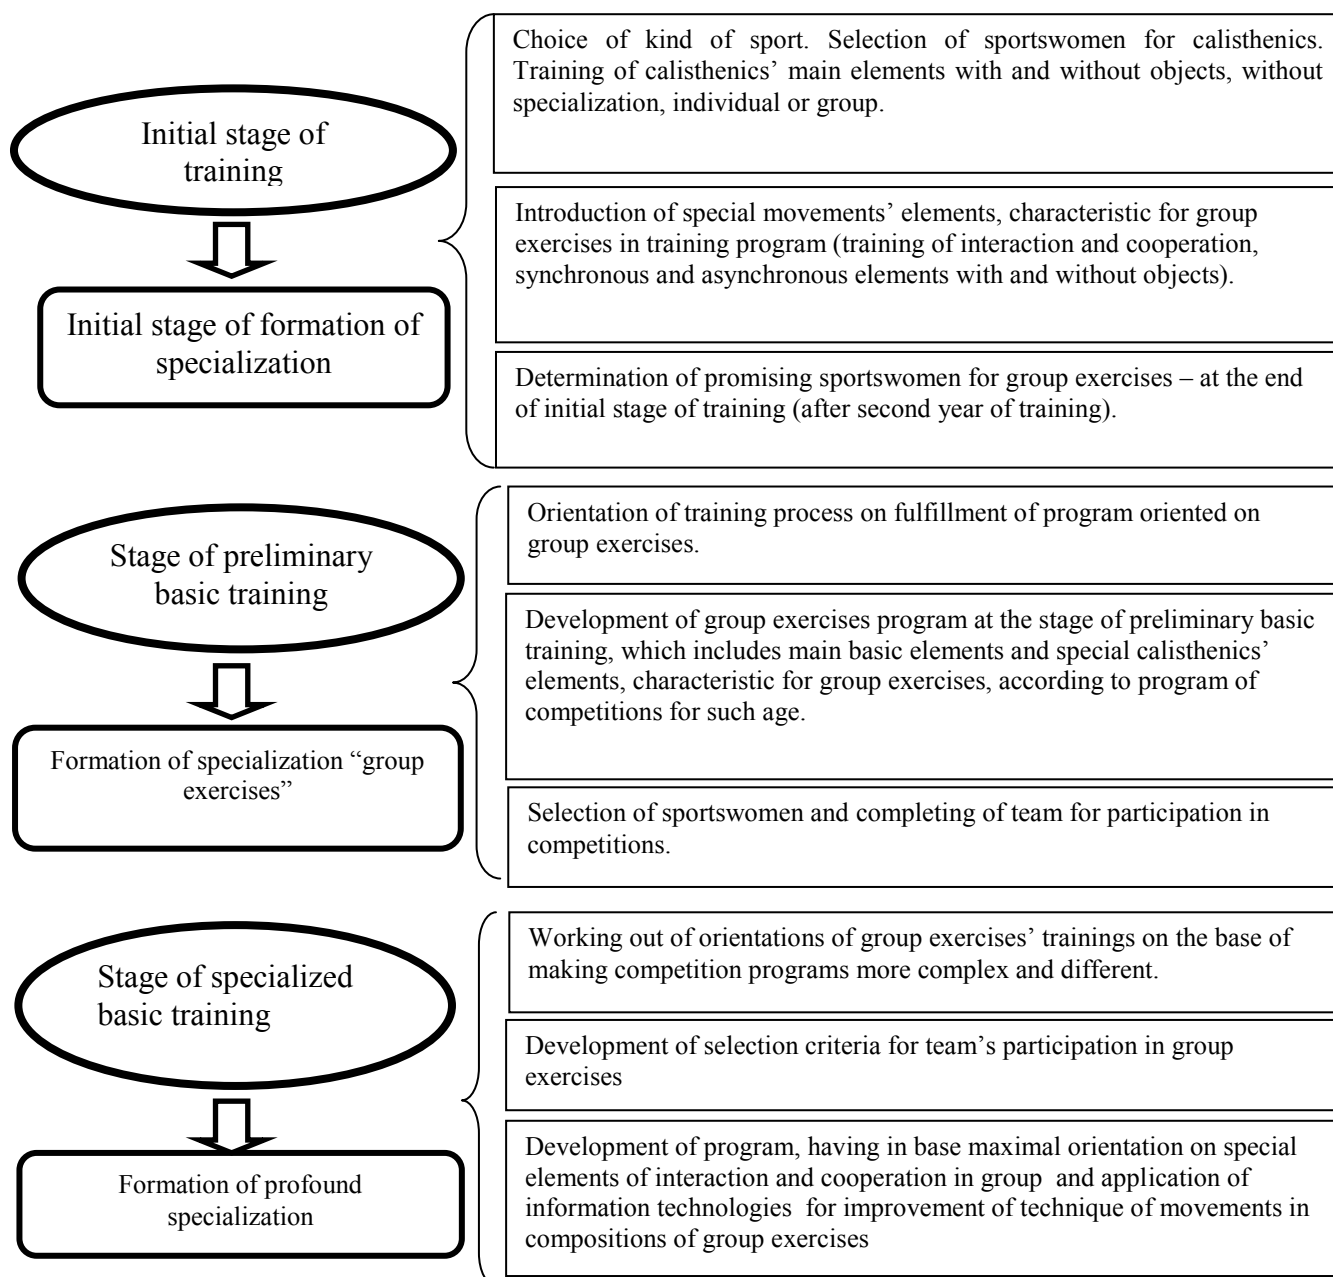 Initial stage of
training
Initial stage of formation of
specialization
Choice of kind of sport. Selection of sportswomen for calisthenics.
Training of calisthenics’ main elements with and without objects, without
specialization, individual or group.
Introduction of special movements’ elements, characteristic for group
exercises in training program (training of interaction and cooperation,
synchronous and asynchronous elements with and without objects).
Determination of promising sportswomen for group exercises – at the end
of initial stage of training (after second year of training).
Stage of preliminary
basic training
Formation of specialization “group
exercises”
Orientation of training process on fulfillment of program oriented on
group exercises.
Development of group exercises program at the stage of preliminary basic
training, which includes main basic elements and special calisthenics’
elements, characteristic for group exercises, according to program of
competitions for such age.
Selection of sportswomen and completing of team for participation in
competitions.
Stage of specialized
basic training
Formation of profound
specialization
Working out of orientations of group exercises’ trainings on the base of
making competition programs more complex and different.
Development of selection criteria for team’s participation in group
exercises
Development of program, having in base maximal orientation on special
elements of interaction and cooperation in group and application of
information technologies for improvement of technique of movements in
compositions of group exercises